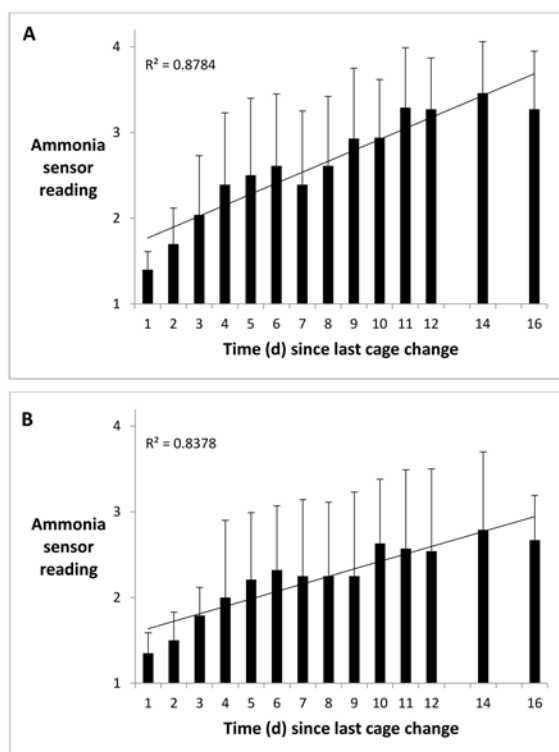 A
R² = 0.8784
4
3
2
1
Ammonia
sensor
reading
1 2 3 4 5 6 7 8 9 10 11 12 14 16
Time (d) since last cage change
B
R² = 0.8378
4
3
2
1
Ammonia
sensor
reading
1 2 3 4 5 6 7 8 9 10 11 12 14 16
Time (d) since last cage change